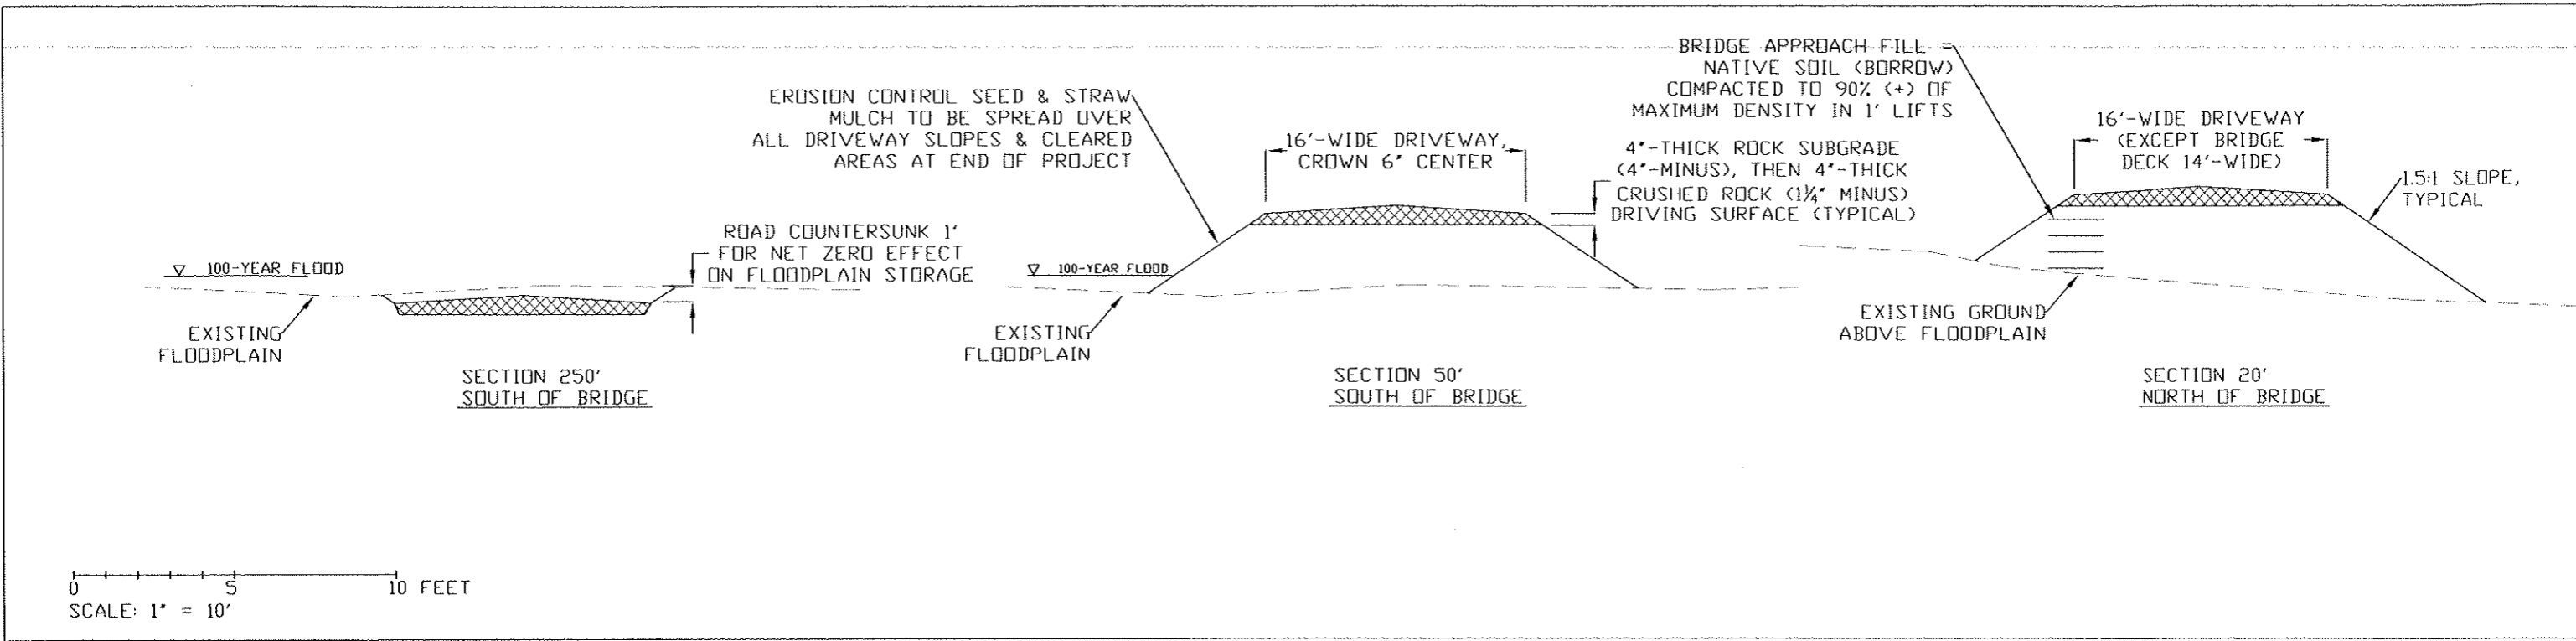 EROSION CONTROL SEED & STRAW
MULCH TO BE SPREAD OVER
ALL DRIVEWAY SLOPES & CLEARED
AREAS AT END OF PROJECT
ROAD COUNTERSUNK 1'
FOR NET ZERO EFFECT
ON FLOODPLAIN STORAGE
100-YEAR FLOOD
EXISTING
FLOODPLAIN
SECTION 250'
SOUTH OF BRIDGE
16'-WIDE DRIVEWAY,
CROWN 6" CENTER
4"-THICK ROCK SUBGRADE
(4"-MINUS), THEN 4"-THICK
CRUSHED ROCK (1¼"-MINUS)
DRIVING SURFACE (TYPICAL)
100-YEAR FLOOD
EXISTING
FLOODPLAIN
SECTION 50'
SOUTH OF BRIDGE
BRIDGE APPROACH FILL =
NATIVE SOIL (BORROW)
COMPACTED TO 90% (+) OF
MAXIMUM DENSITY IN 1' LIFTS
16'-WIDE DRIVEWAY
(EXCEPT BRIDGE
DECK 14'-WIDE)
1.5:1 SLOPE,
TYPICAL
EXISTING GROUND
ABOVE FLOODPLAIN
SECTION 20'
NORTH OF BRIDGE
0 5 10 FEET
SCALE: 1" = 10'